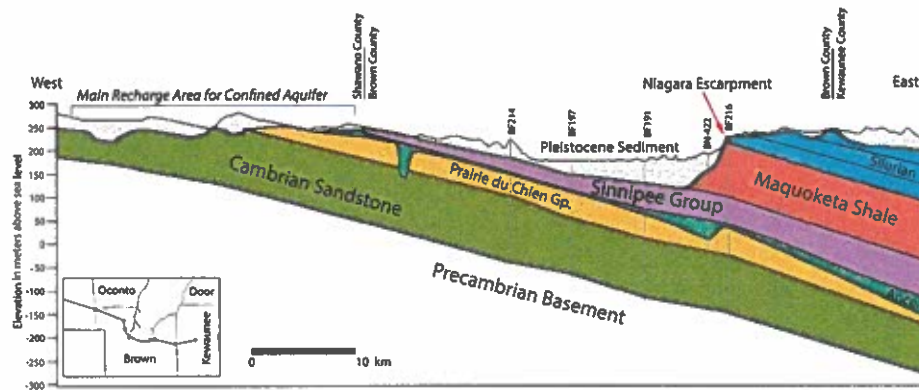 Shawano County
Brown County
Brown County
Kewaunee County
West
Niagara Escarpment
East
Main Recharge Area for Confined Aquifer
BF214
BF197
BF191
BN-422
BF216
Pleistocene Sediment
Silurian
Maquoketa Shale
Sinnipee Group
Prairie du Chien Gp.
Cambrian Sandstone
Precambrian Basement
Elevation in meters above sea level
300
250
200
150
100
50
0
-50
-100
-150
-200
-250
-300
Oconto
Door
Brown
Kewaunee
0 10 km